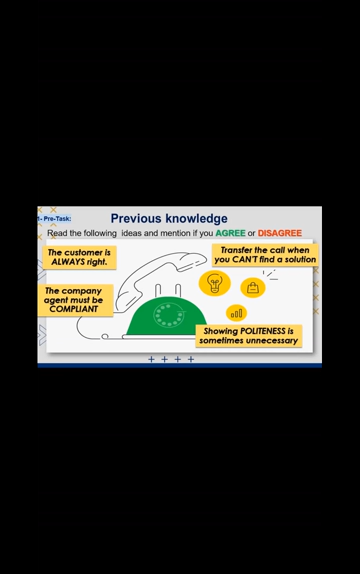 1- Pre-Task:
Previous knowledge
Read the following ideas and mention if you AGREE or DISAGREE
The customer is
ALWAYS right.
Transfer the call when
you CAN'T find a solution
The company
agent must be
COMPLIANT
Showing POLITENESS is
sometimes unnecessary